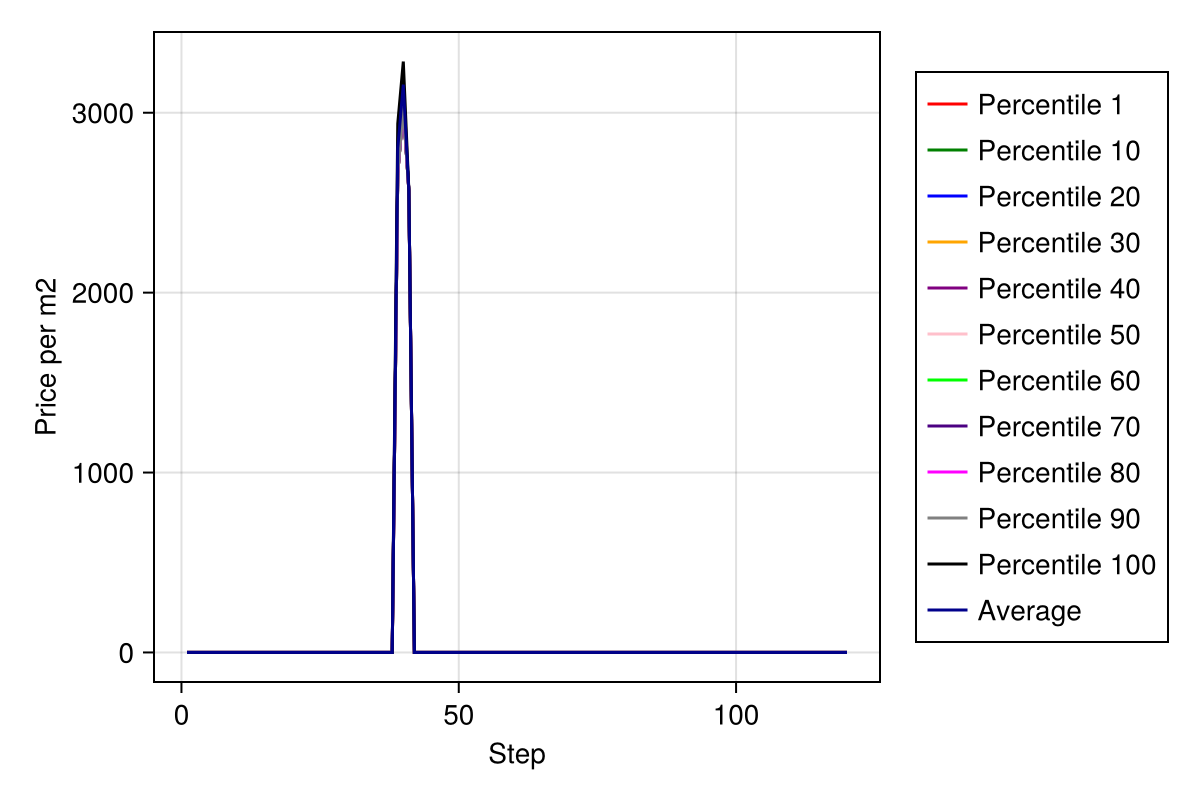 Price per m2
3000
2000
1000
0
0 50 100
Step
Percentile 1
Percentile 10
Percentile 20
Percentile 30
Percentile 40
Percentile 50
Percentile 60
Percentile 70
Percentile 80
Percentile 90
Percentile 100
Average